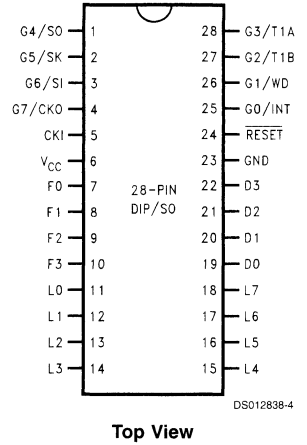 G4/SO 1 28 G3/T1A
G5/SK 2 27 G2/T1B
G6/SI 3 26 G1/WD
G7/CKO 4 25 G0/INT
CKI 5 24 RESET
VCC 6 23 GND
F0 7 28-PIN 22 D3
F1 8 DIP/SO 21 D2
F2 9 20 D1
F3 10 19 D0
L0 11 18 L7
L1 12 17 L6
L2 13 16 L5
L3 14 15 L4
DS012838-4
Top View